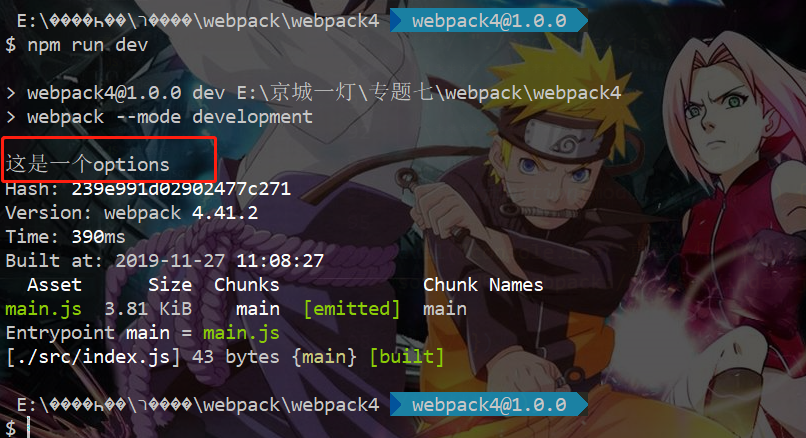 E:\����һ��\ר����\webpack\webpack4 webpack4@1.0.0
$ npm run dev
> webpack4@1.0.0 dev E:\京城一灯\专题七\webpack\webpack4
> webpack --mode development
这是一个options
Hash: 239e991d02902477c271
Version: webpack 4.41.2
Time: 390ms
Built at: 2019-11-27 11:08:27
Asset Size Chunks Chunk Names
main.js 3.81 KiB main [emitted] main
Entrypoint main = main.js
[./src/index.js] 43 bytes {main} [built]
E:\����һ��\ר����\webpack\webpack4 webpack4@1.0.0
$